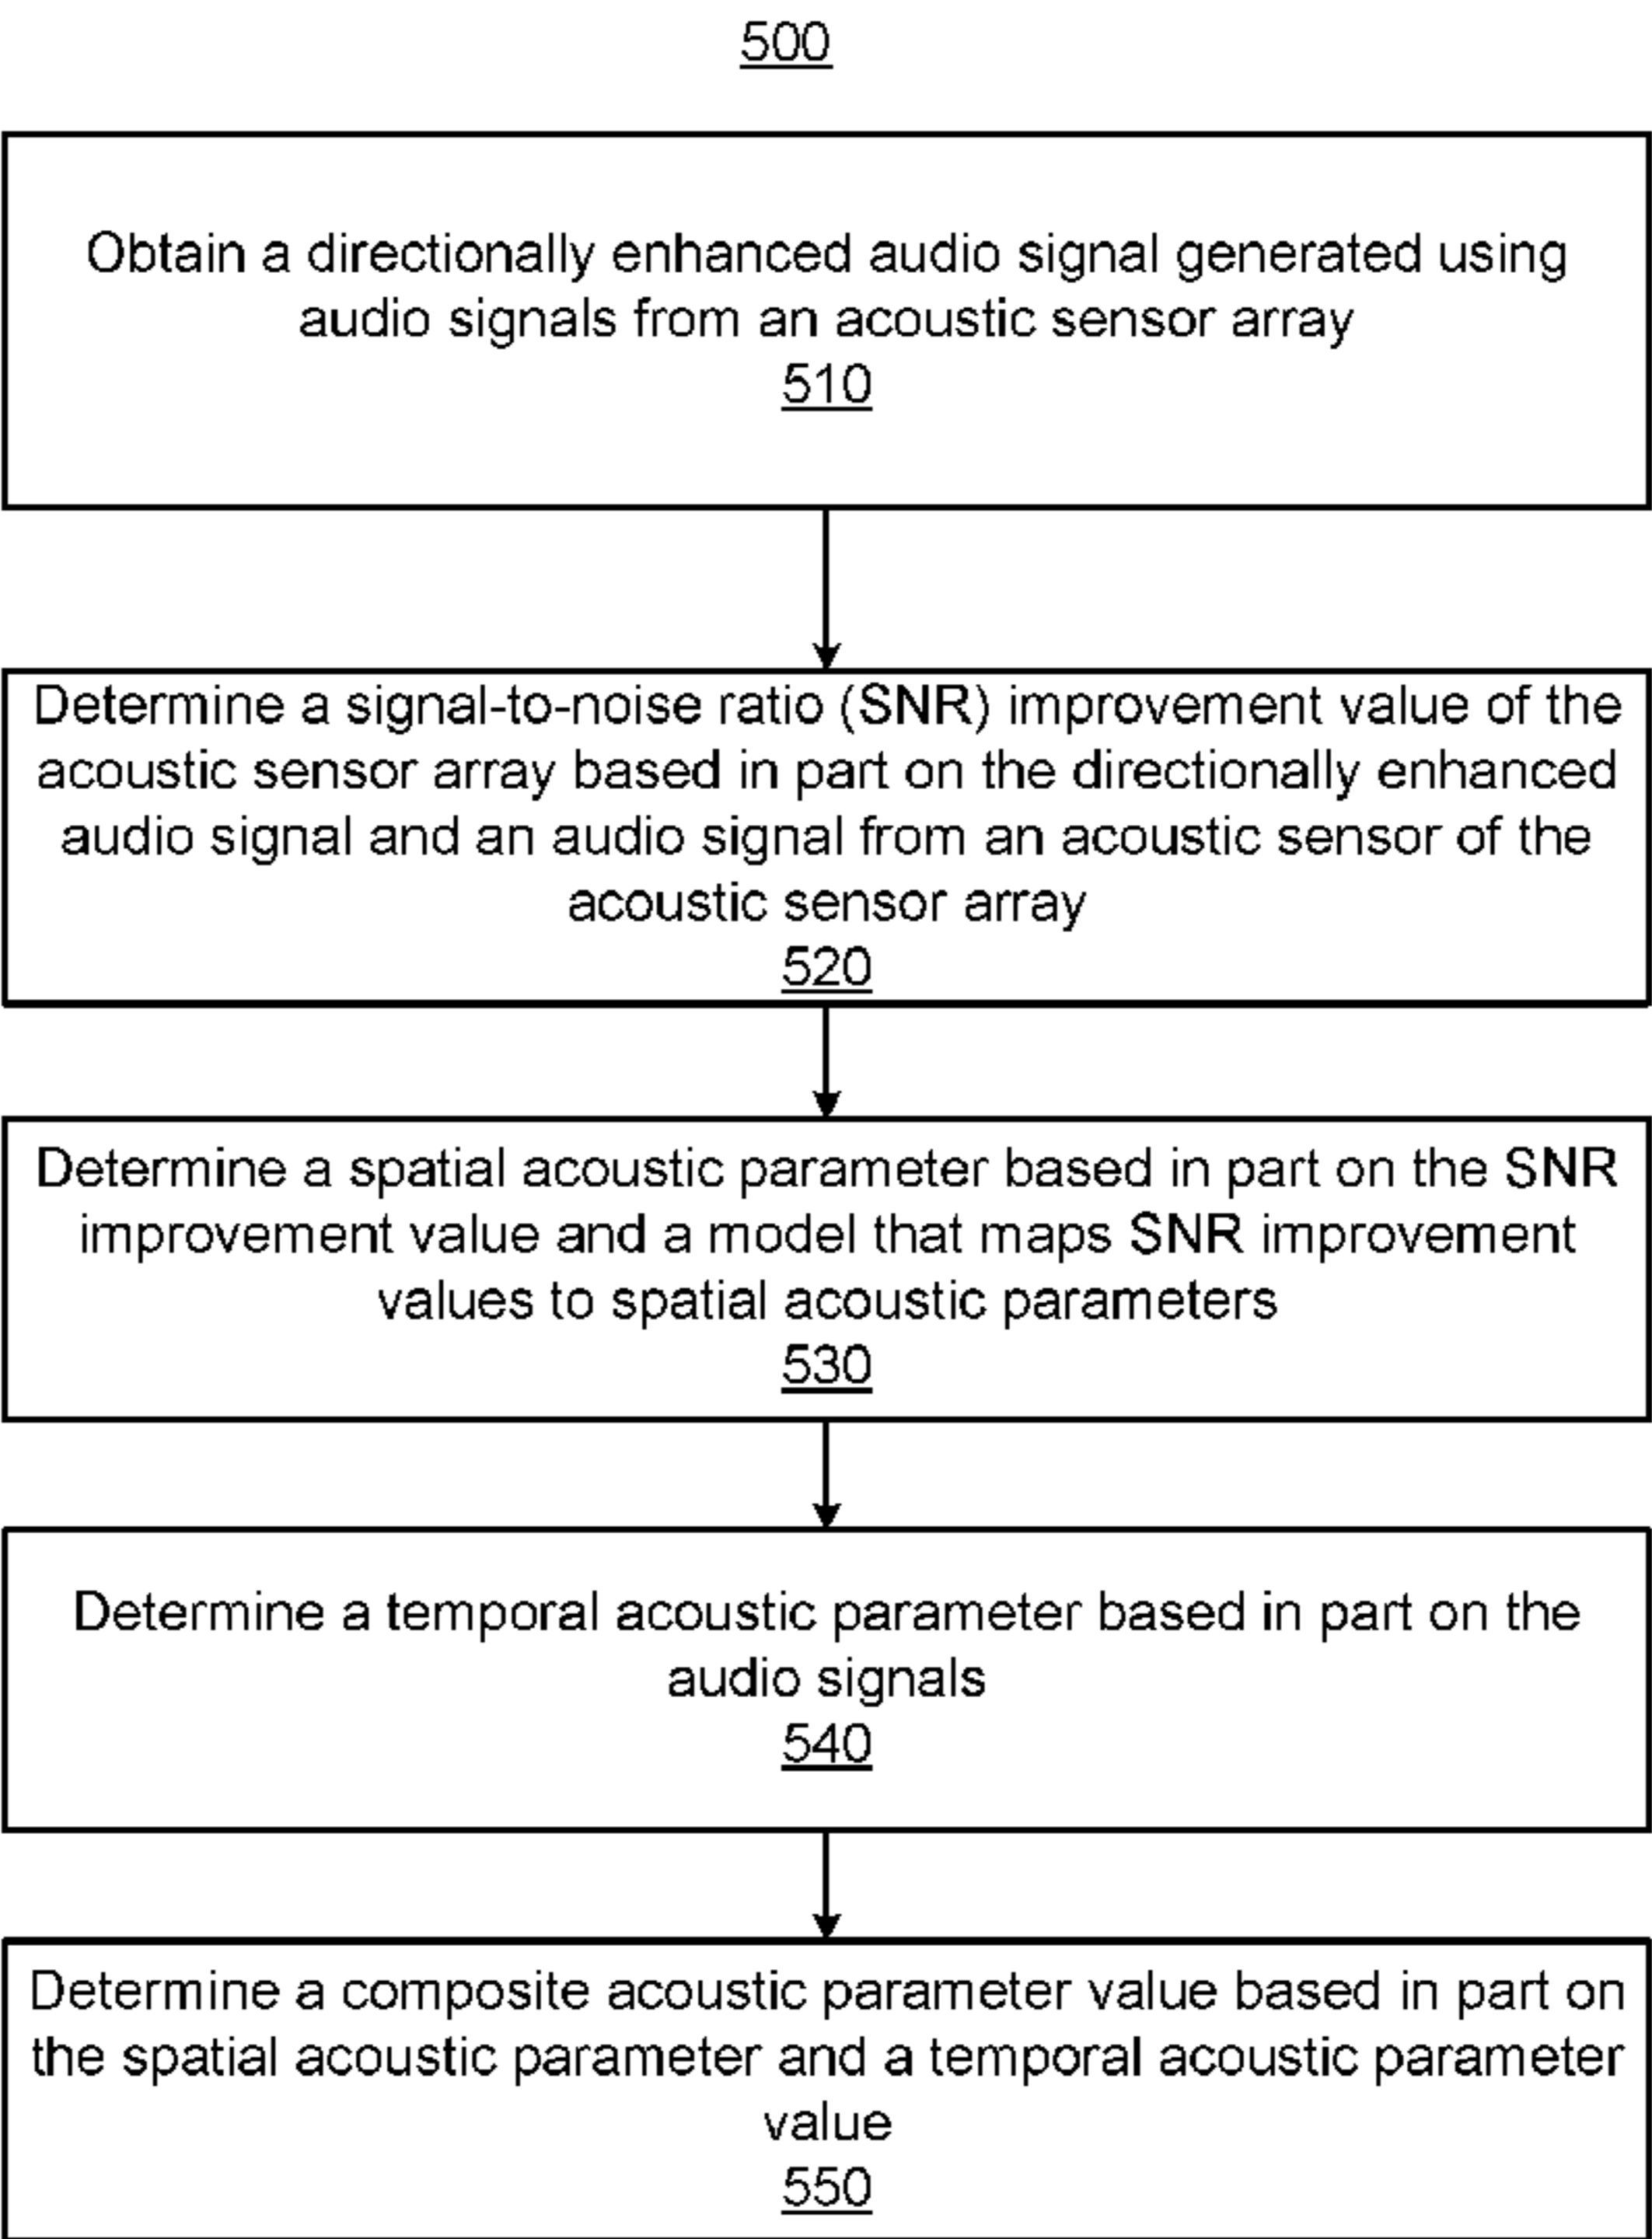 500
Obtain a directionally enhanced audio signal generated using
audio signals from an acoustic sensor array
510
Determine a signal-to-noise ratio (SNR) improvement value of the
acoustic sensor array based in part on the directionally enhanced
audio signal and an audio signal from an acoustic sensor of the
acoustic sensor array
520
Determine a spatial acoustic parameter based in part on the SNR
improvement value and a model that maps SNR improvement
values to spatial acoustic parameters
530
Determine a temporal acoustic parameter based in part on the
audio signals
540
Determine a composite acoustic parameter value based in part on
the spatial acoustic parameter and a temporal acoustic parameter
value
550